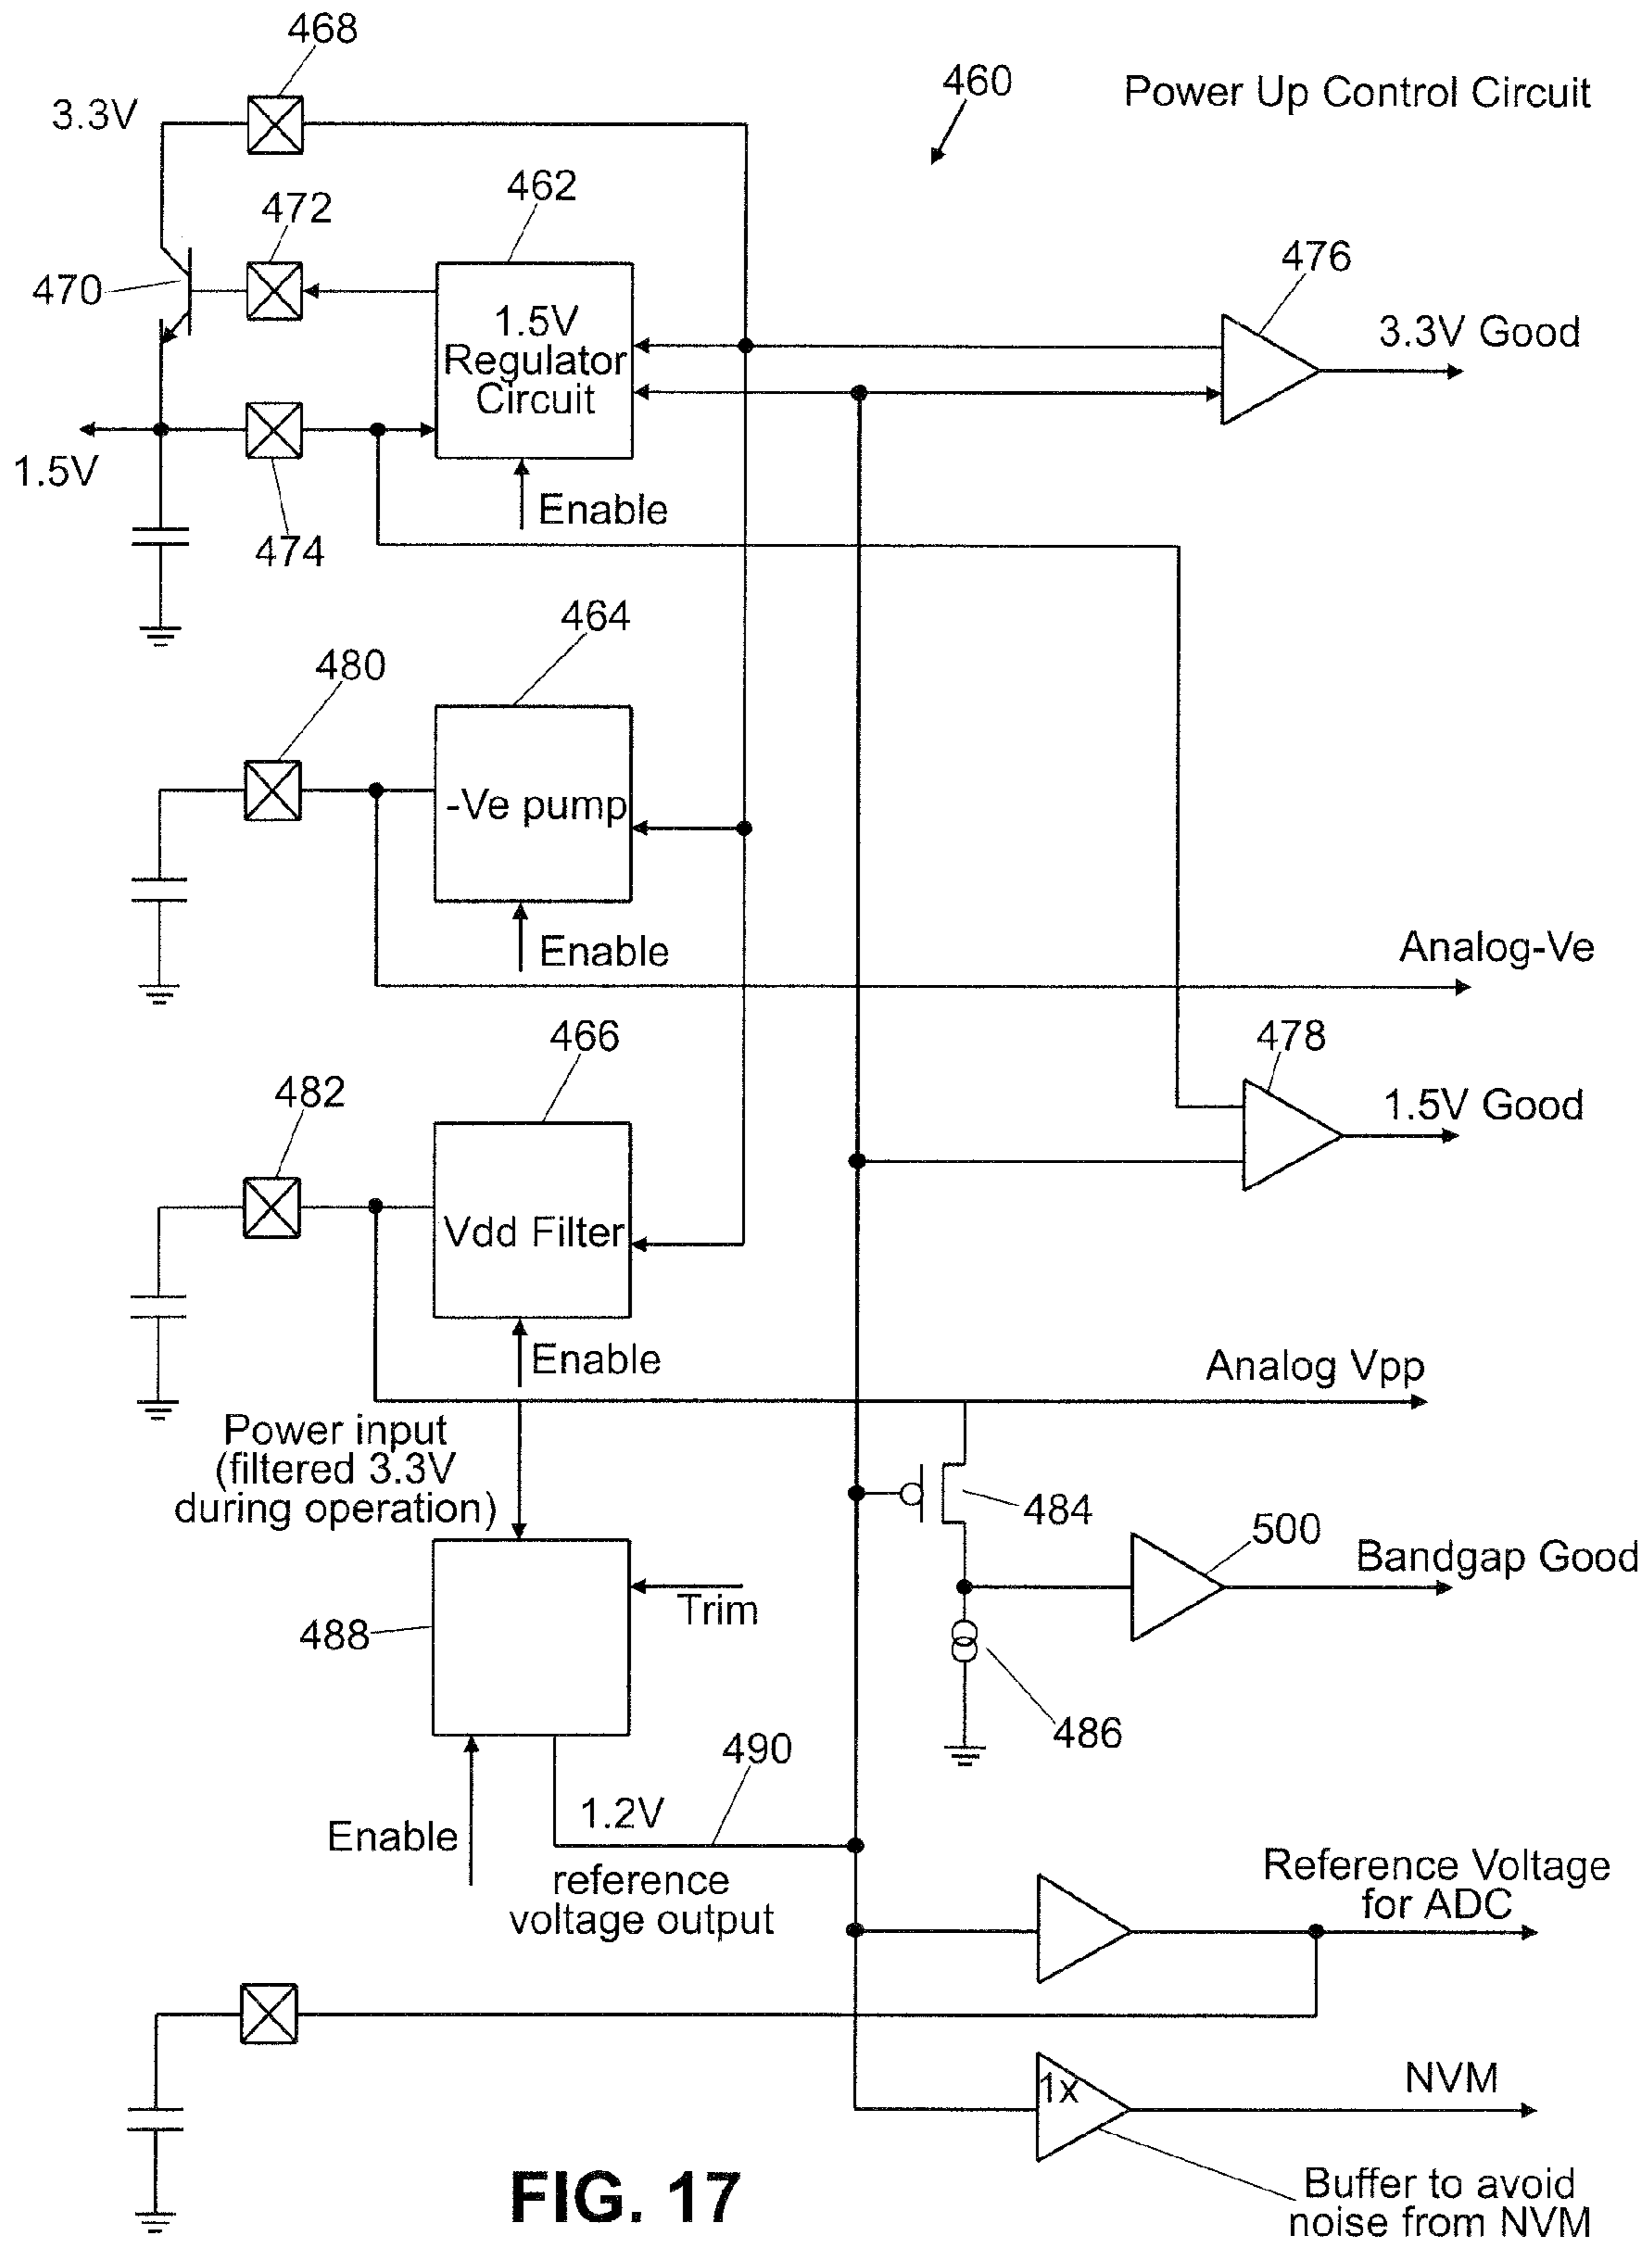 468
460
Power Up Control Circuit
3.3V
462
472
476
470
1.5V
Regulator
Circuit
3.3V Good
1.5V
Enable
474
464
480
-Ve pump
Enable
Analog-Ve
466
478
482
1.5V Good
Vdd Filter
Enable
Analog Vpp
Power input
(filtered 3.3V
during operation)
484
500
Bandgap Good
Trim
488
486
490
1.2V
Enable
reference
voltage output
Reference Voltage
for ADC
1x
NVM
FIG. 17
Buffer to avoid
noise from NVM